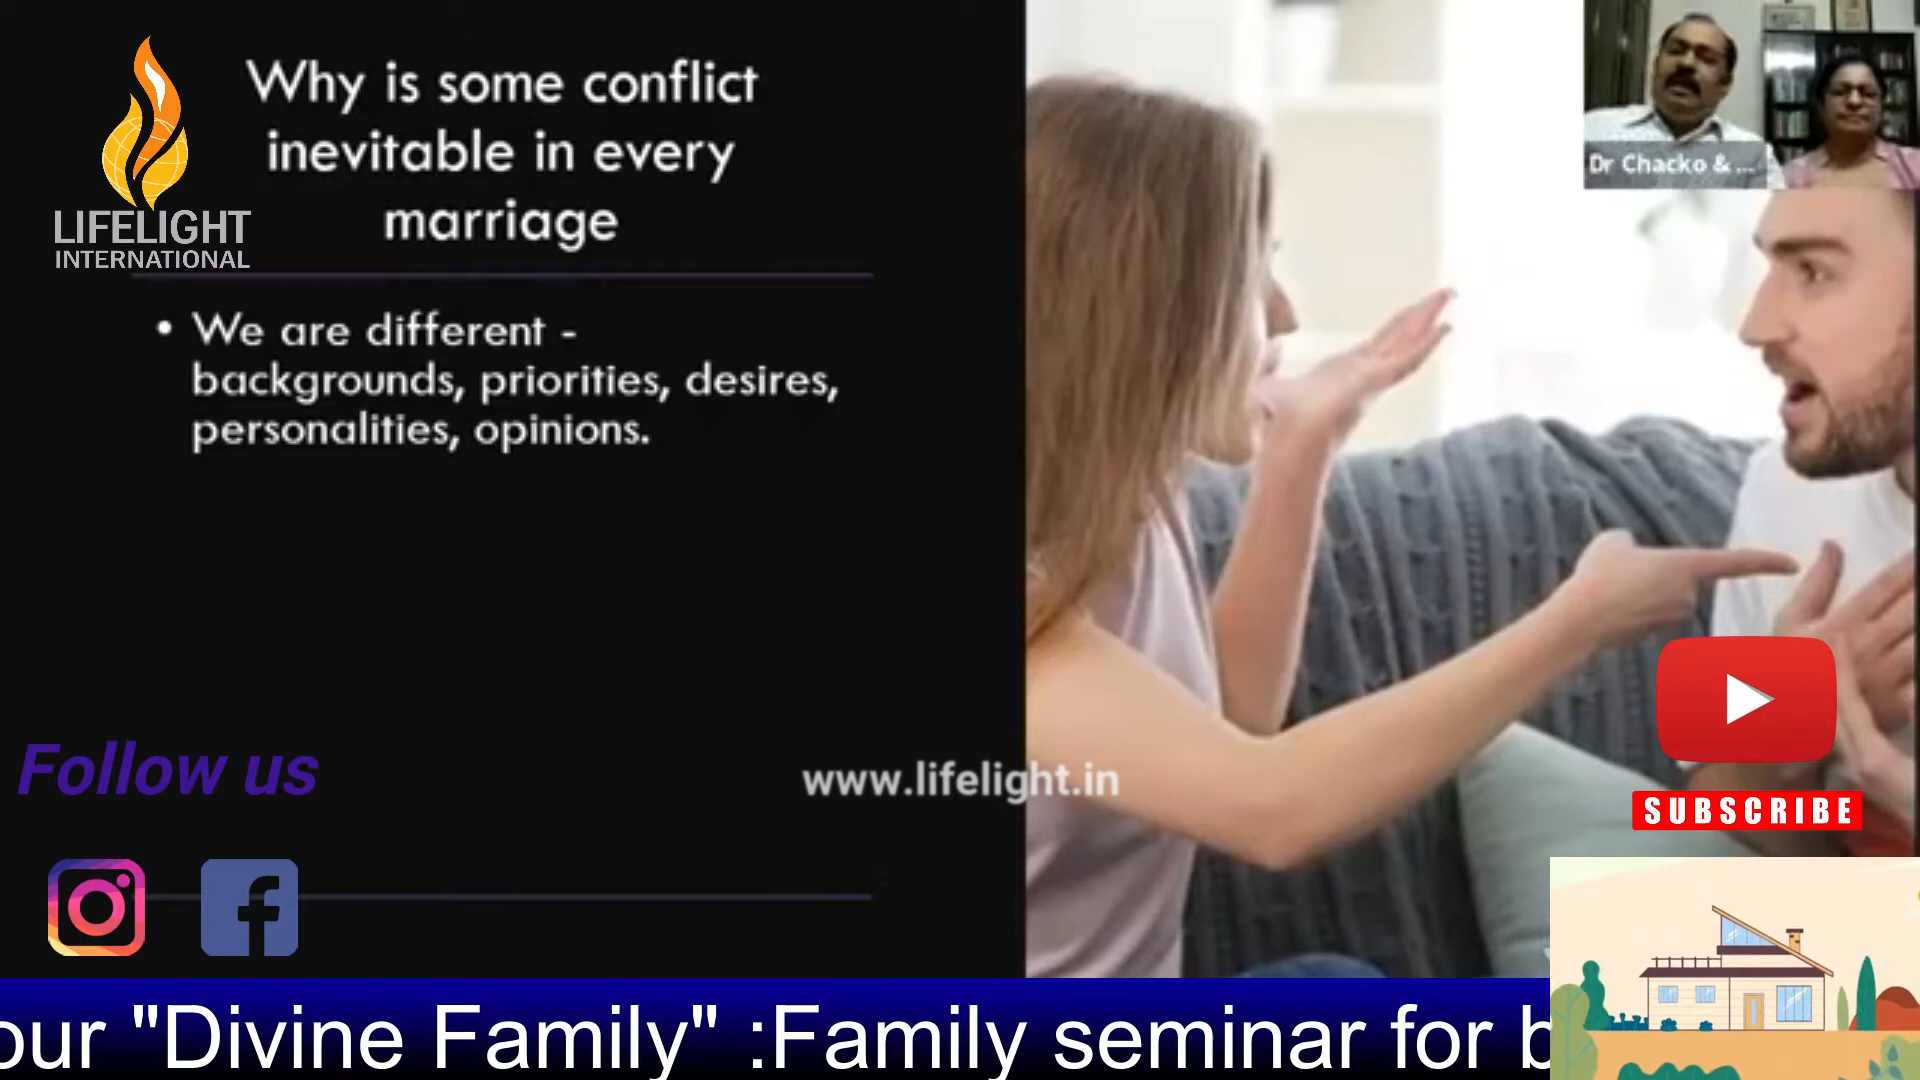 Why is some conflict
inevitable in every
marriage
LIFELIGHT
INTERNATIONAL
• We are different -
backgrounds, priorities, desires,
personalities, opinions.
Dr Chacko & ...
Follow us
www.lifelight.in
SUBSCRIBE
our "Divine Family" :Family seminar for b